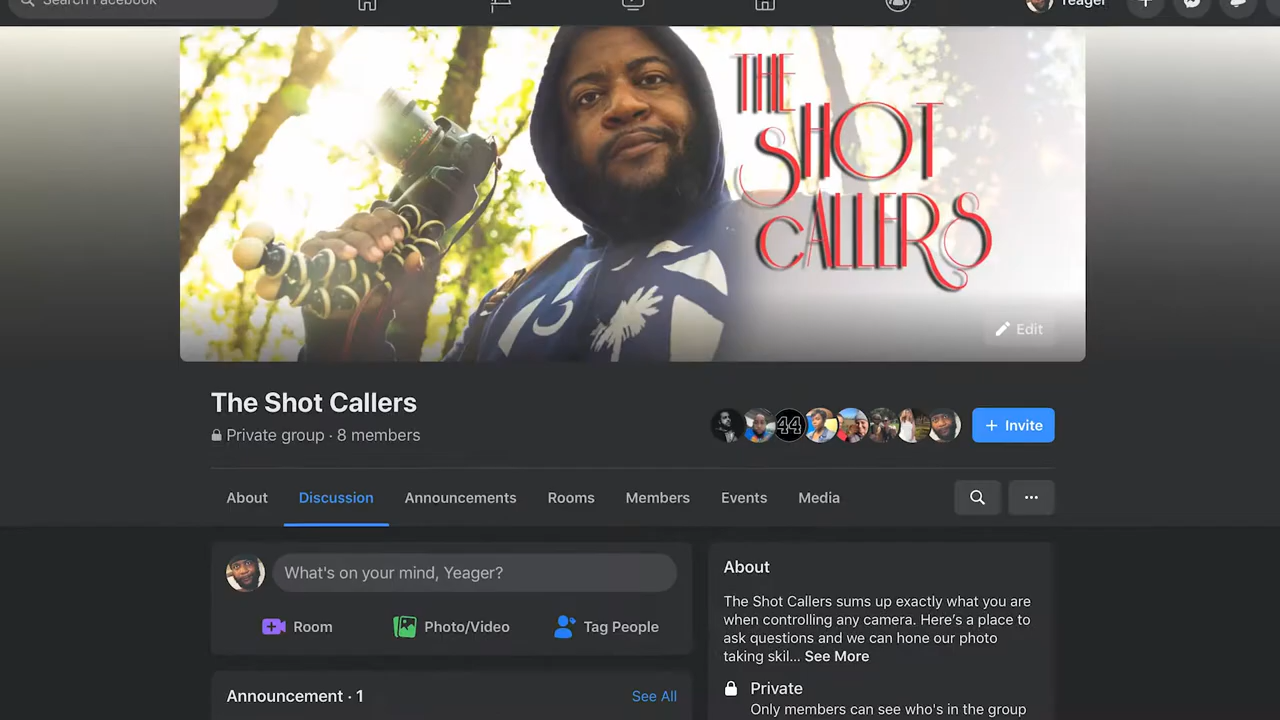 Search Facebook
Yeager
THE
SHOT
CALLERS
Edit
The Shot Callers
Private group · 8 members
44
+ Invite
About
Discussion
Announcements
Rooms
Members
Events
Media
What's on your mind, Yeager?
Room
Photo/Video
Tag People
Announcement · 1
See All
About
The Shot Callers sums up exactly what you are
when controlling any camera. Here's a place to
ask questions and we can hone our photo
taking skil... See More
Private
Only members can see who's in the group